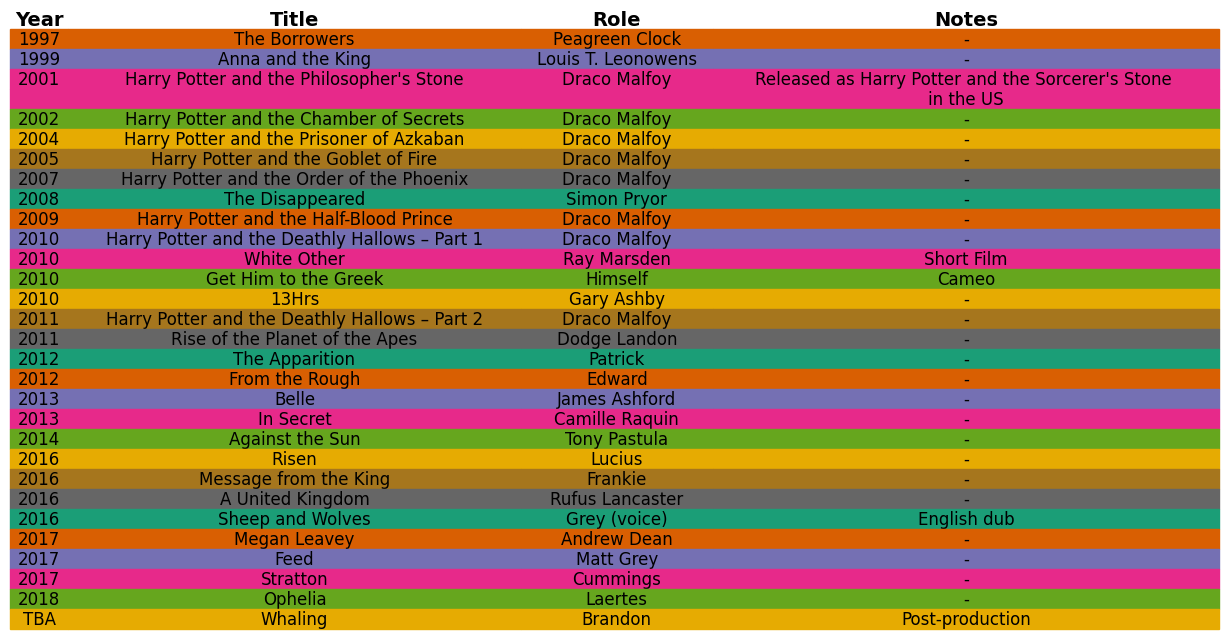 Year Title Role Notes
1997 The Borrowers Peagreen Clock -
1999 Anna and the King Louis T. Leonowens -
2001 Harry Potter and the Philosopher's Stone Draco Malfoy Released as Harry Potter and the Sorcerer's Stone
in the US
2002 Harry Potter and the Chamber of Secrets Draco Malfoy -
2004 Harry Potter and the Prisoner of Azkaban Draco Malfoy -
2005 Harry Potter and the Goblet of Fire Draco Malfoy -
2007 Harry Potter and the Order of the Phoenix Draco Malfoy -
2008 The Disappeared Simon Pryor -
2009 Harry Potter and the Half-Blood Prince Draco Malfoy -
2010 Harry Potter and the Deathly Hallows – Part 1 Draco Malfoy -
2010 White Other Ray Marsden Short Film
2010 Get Him to the Greek Himself Cameo
2010 13Hrs Gary Ashby -
2011 Harry Potter and the Deathly Hallows – Part 2 Draco Malfoy -
2011 Rise of the Planet of the Apes Dodge Landon -
2012 The Apparition Patrick -
2012 From the Rough Edward -
2013 Belle James Ashford -
2013 In Secret Camille Raquin -
2014 Against the Sun Tony Pastula -
2016 Risen Lucius -
2016 Message from the King Frankie -
2016 A United Kingdom Rufus Lancaster -
2016 Sheep and Wolves Grey (voice) English dub
2017 Megan Leavey Andrew Dean -
2017 Feed Matt Grey -
2017 Stratton Cummings -
2018 Ophelia Laertes -
TBA Whaling Brandon Post-production